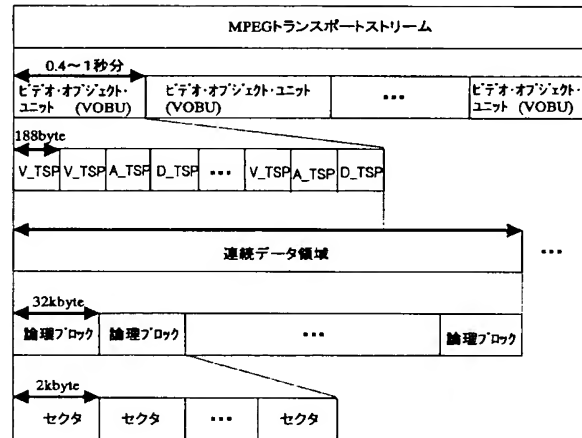 MPEGトランスポートストリーム
0.4～1秒分
ビデオ・オブジェクト・
ユニット (VOBU)
ビデオ・オブジェクト・ユニット
(VOBU)
•••
ビデオ・オブジェクト・
ユニット (VOBU)
188byte
V_TSP V_TSP A_TSP D_TSP ••• V_TSP A_TSP D_TSP
連続データ領域 •••
32kbyte
論理ブロック 論理ブロック ••• 論理ブロック
2kbyte
セクタ セクタ ••• セクタ